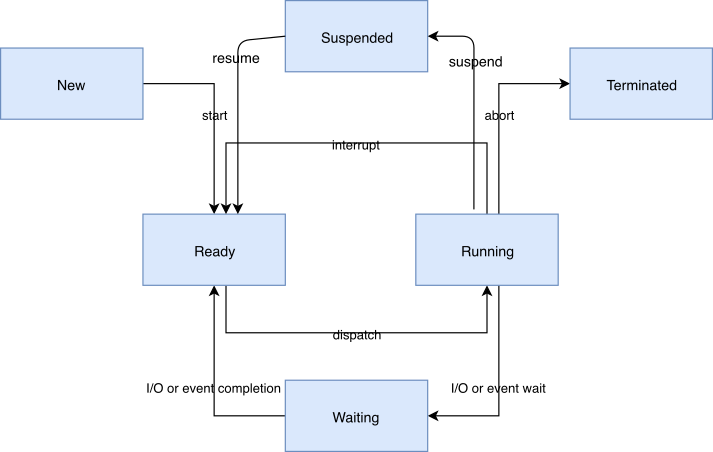 Suspended
resume
suspend
New
Terminated
start
abort
interrupt
Ready
Running
dispatch
I/O or event completion
I/O or event wait
Waiting